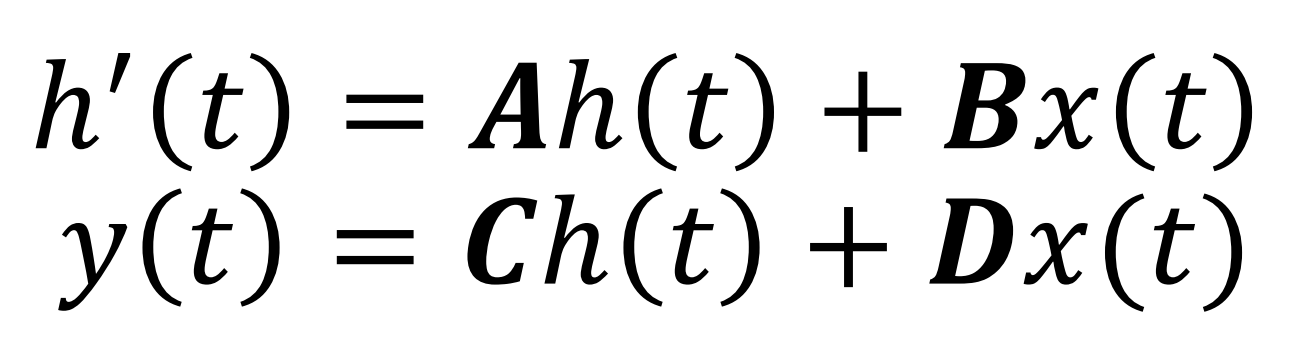 h′(t) = Ah(t) + Bx(t)
y(t) = Ch(t) + Dx(t)